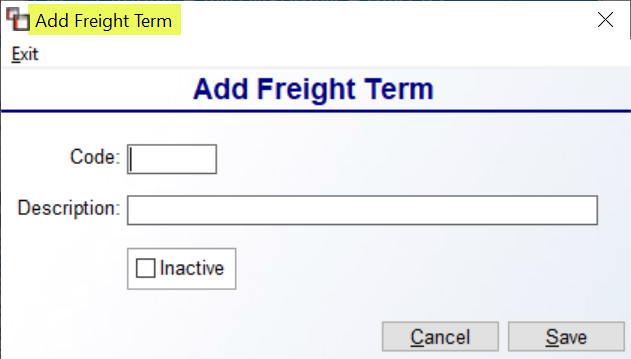 Add Freight Term
Exit
Add Freight Term
Code:
Description:
Inactive
Cancel Save